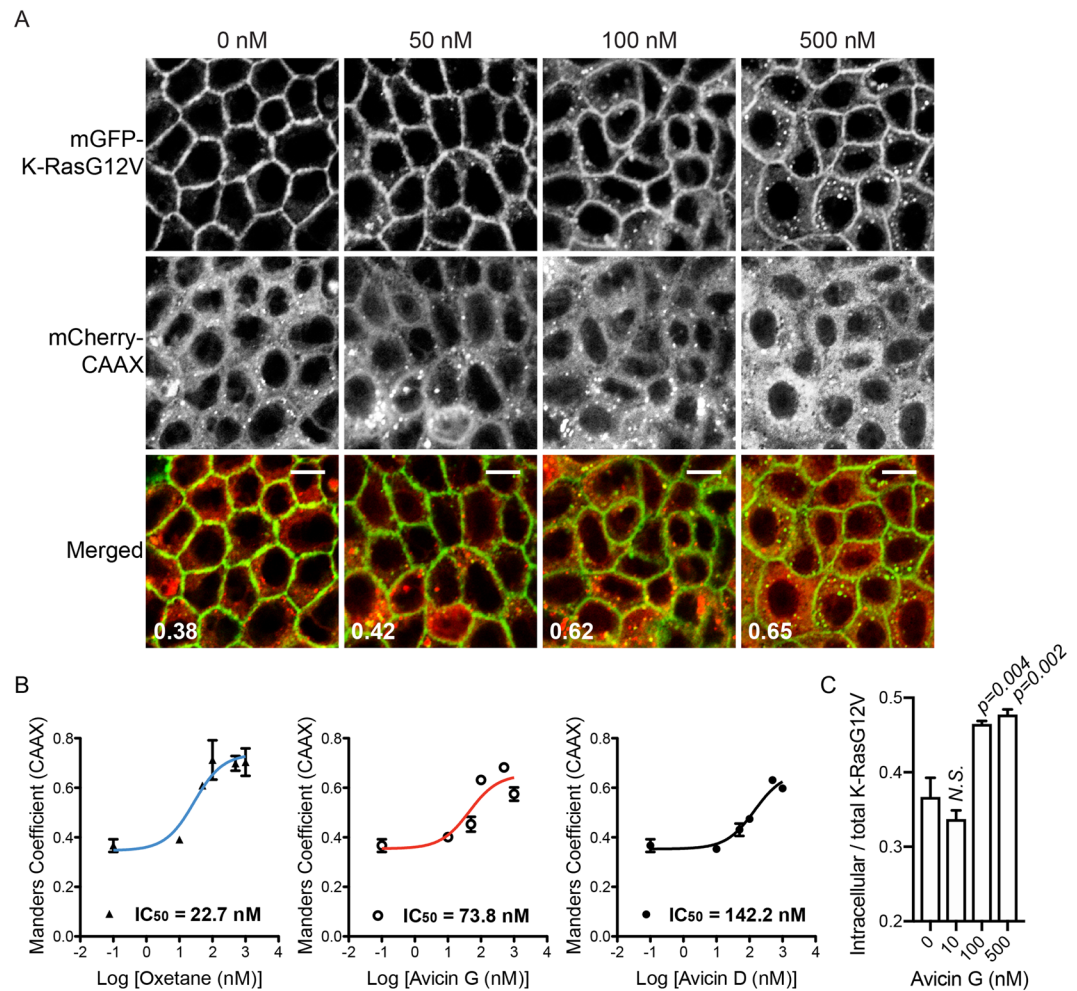 A
0 nM 50 nM 100 nM 500 nM
mGFP-
K-RasG12V
mCherry-
CAAX
Merged
0.38 0.42 0.62 0.65
B
Manders Coefficient (CAAX)
0.8
0.6
0.4
0.2
0.0
-2 -1 0 1 2 3 4
IC50 = 22.7 nM
Log [Oxetane (nM)]
Manders Coefficient (CAAX)
0.8
0.6
0.4
0.2
0.0
-2 -1 0 1 2 3 4
IC50 = 73.8 nM
Log [Avicin G (nM)]
Manders Coefficient (CAAX)
0.8
0.6
0.4
0.2
0.0
-2 -1 0 1 2 3 4
IC50 = 142.2 nM
Log [Avicin D (nM)]
C
Intracellular / total K-RasG12V
0.5
0.4
0.3
0.2
N.S.
p=0.004
p=0.002
0 10 100 500
Avicin G (nM)